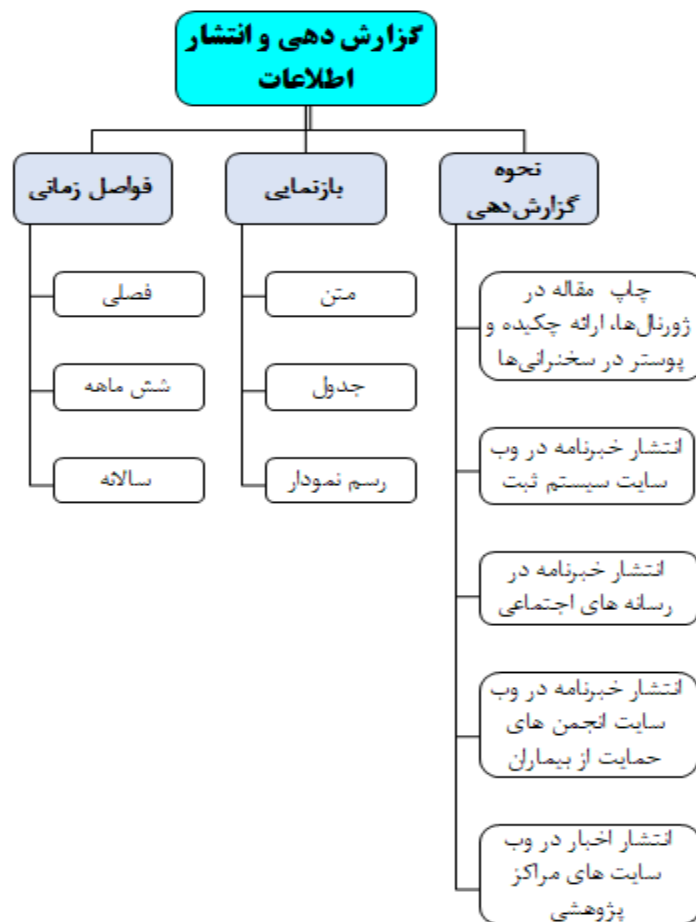 گزارش دهی و انتشار
اطلاعات
نحوه
گزارش‌دهی
چاپ مقاله در
ژورنال‌ها، ارائه چکیده و
پوستر در سخنرانی‌ها
انتشار خبرنامه در وب
سایت سیستم ثبت
انتشار خبرنامه در
رسانه های اجتماعی
انتشار خبرنامه در وب
سایت انجمن های
حمایت از بیماران
انتشار اخبار در وب
سایت های مراکز
پژوهشی
بازنمایی
متن
جدول
رسم نمودار
فواصل زمانی
فصلی
شش ماهه
سالانه